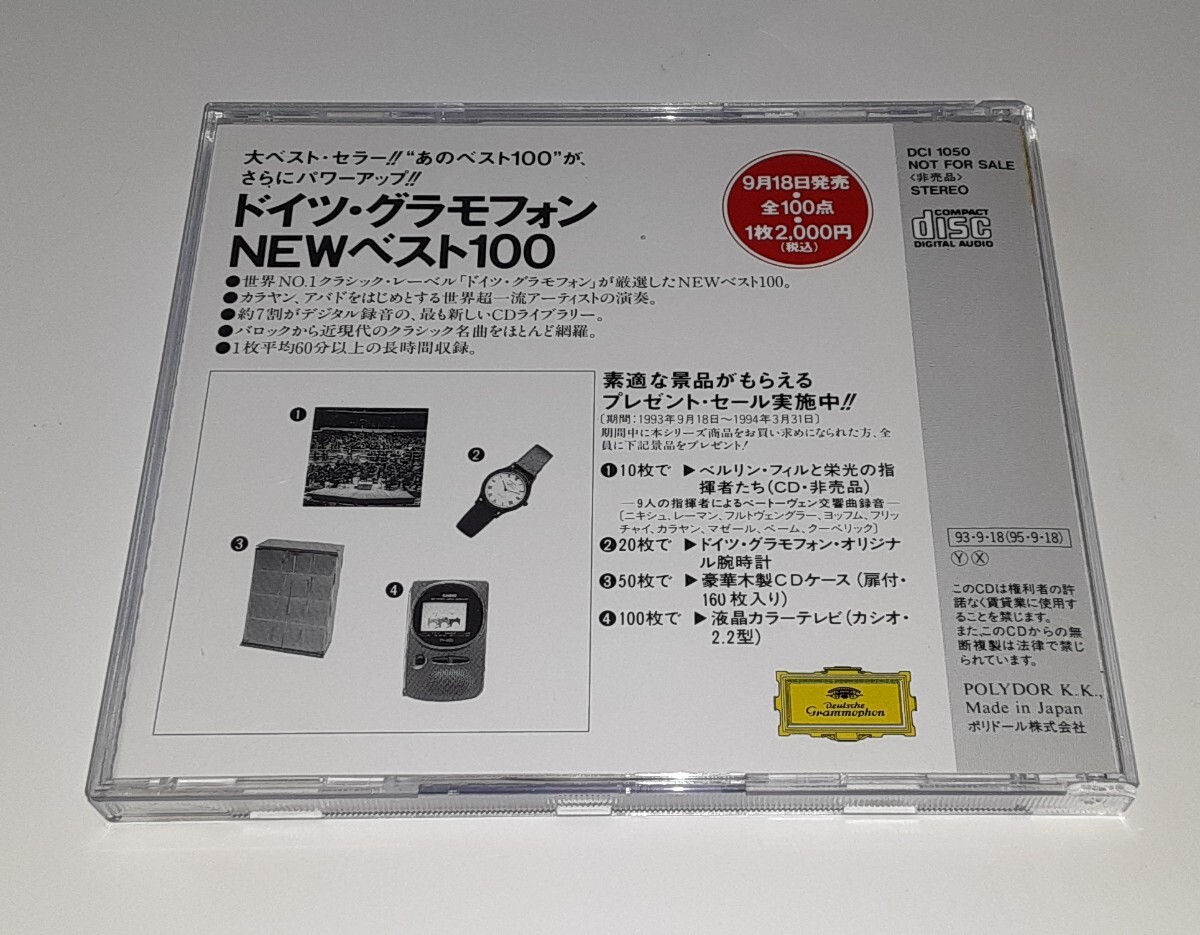 大ベスト・セラー!!“あのベスト100”が、
さらにパワーアップ!!
ドイツ・グラモフォン
NEWベスト100
●世界NO.1クラシック・レーベル「ドイツ・グラモフォン」が厳選したNEWベスト100。
●カラヤン、アバドをはじめとする世界超一流アーティストの演奏。
●約7割がデジタル録音の、最も新しいCDライブラリー。
●バロックから近現代のクラシック名曲をほとんど網羅。
●1枚平均60分以上の長時間収録。
9月18日発売
●
全100点
●
1枚2,000円
(税込)
DCI 1050
NOT FOR SALE
〈非売品〉
STEREO
COMPACT
disc
DIGITAL AUDIO
❶
❷
❸
❹
CASIO
素適な景品がもらえる
プレゼント・セール実施中!!
〔期間:1993年9月18日〜1994年3月31日〕
期間中に本シリーズ商品をお買い求めになられた方、全
員に下記景品をプレゼント!
❶10枚で ▶ベルリン・フィルと栄光の指
揮者たち(CD・非売品)
―9人の指揮者によるベートーヴェン交響曲録音―
〔ニキシュ、レーマン、フルトヴェングラー、ヨッフム、フリッ
チャイ、カラヤン、マゼール、ベーム、クーベリック〕
❷20枚で ▶ドイツ・グラモフォン・オリジナ
ル腕時計
❸50枚で ▶豪華木製CDケース(扉付・
160枚入り)
❹100枚で ▶液晶カラーテレビ(カシオ・
2.2型)
Deutsche
Grammophon
93・9・18(95・9・18)
Ⓨ Ⓧ
このCDは権利者の許
諾なく賃貸業に使用す
ることを禁じます。
また、このCDからの無
断複製は法律で禁じ
られています。
POLYDOR K.K.,
Made in Japan
ポリドール株式会社